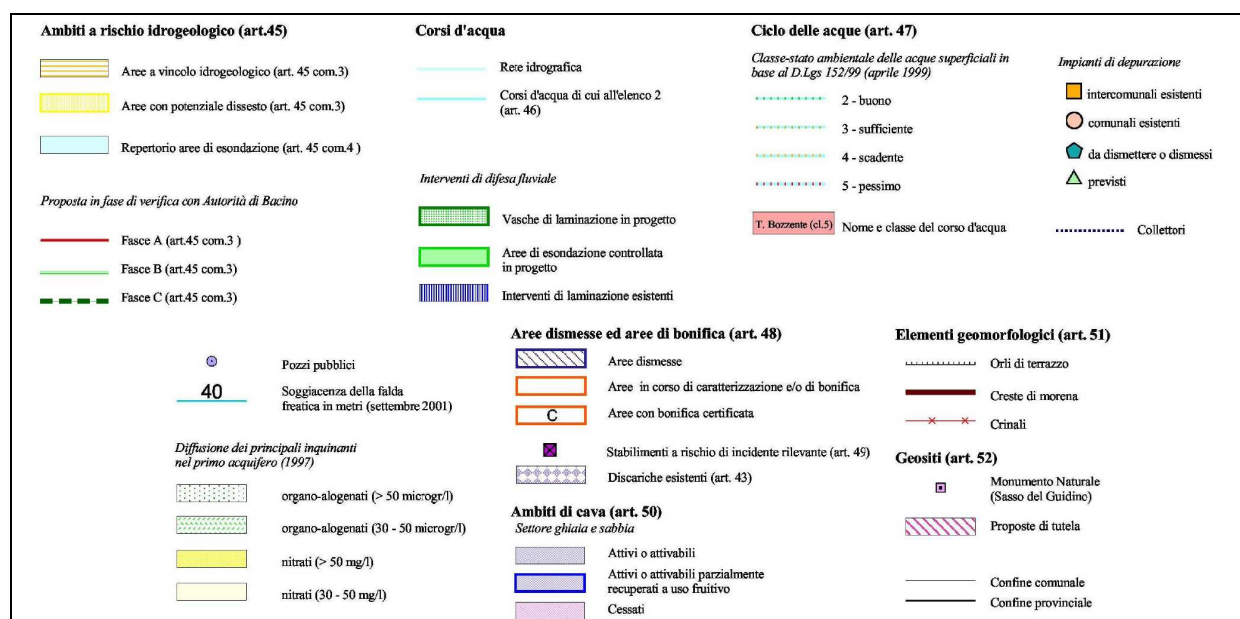 Ambiti a rischio idrogeologico (art.45)
Aree a vincolo idrogeologico (art. 45 com.3)
Aree con potenziale dissesto (art. 45 com.3)
Repertorio aree di esondazione (art. 45 com.4 )
Proposta in fase di verifica con Autorità di Bacino
Fasce A (art.45 com.3 )
Fasce B (art.45 com.3)
Fasce C (art.45 com.3)
Corsi d'acqua
Rete idrografica
Corsi d'acqua di cui all'elenco 2
(art. 46)
Interventi di difesa fluviale
Vasche di laminazione in progetto
Aree di esondazione controllata
in progetto
Interventi di laminazione esistenti
Ciclo delle acque (art. 47)
Classe-stato ambientale delle acque superficiali in
base al D.Lgs 152/99 (aprile 1999)
2 - buono
3 - sufficiente
4 - scadente
5 - pessimo
T. Bozzente (cl.5)
Nome e classe del corso d'acqua
Impianti di depurazione
intercomunali esistenti
comunali esistenti
da dismettere o dismessi
previsti
Collettori
Pozzi pubblici
40
Soggiacenza della falda
freatica in metri (settembre 2001)
Diffusione dei principali inquinanti
nel primo acquifero (1997)
organo-alogenati (> 50 microgr/l)
organo-alogenati (30 - 50 microgr/l)
nitrati (> 50 mg/l)
nitrati (30 - 50 mg/l)
Aree dismesse ed aree di bonifica (art. 48)
Aree dismesse
Aree in corso di caratterizzazione e/o di bonifica
C
Aree con bonifica certificata
Stabilimenti a rischio di incidente rilevante (art. 49)
Discariche esistenti (art. 43)
Ambiti di cava (art. 50)
Settore ghiaia e sabbia
Attivi o attivabili
Attivi o attivabili parzialmente
recuperati a uso fruitivo
Cessati
Elementi geomorfologici (art. 51)
Orli di terrazzo
Creste di morena
Crinali
Geositi (art. 52)
Monumento Naturale
(Sasso del Guidino)
Proposte di tutela
Confine comunale
Confine provinciale